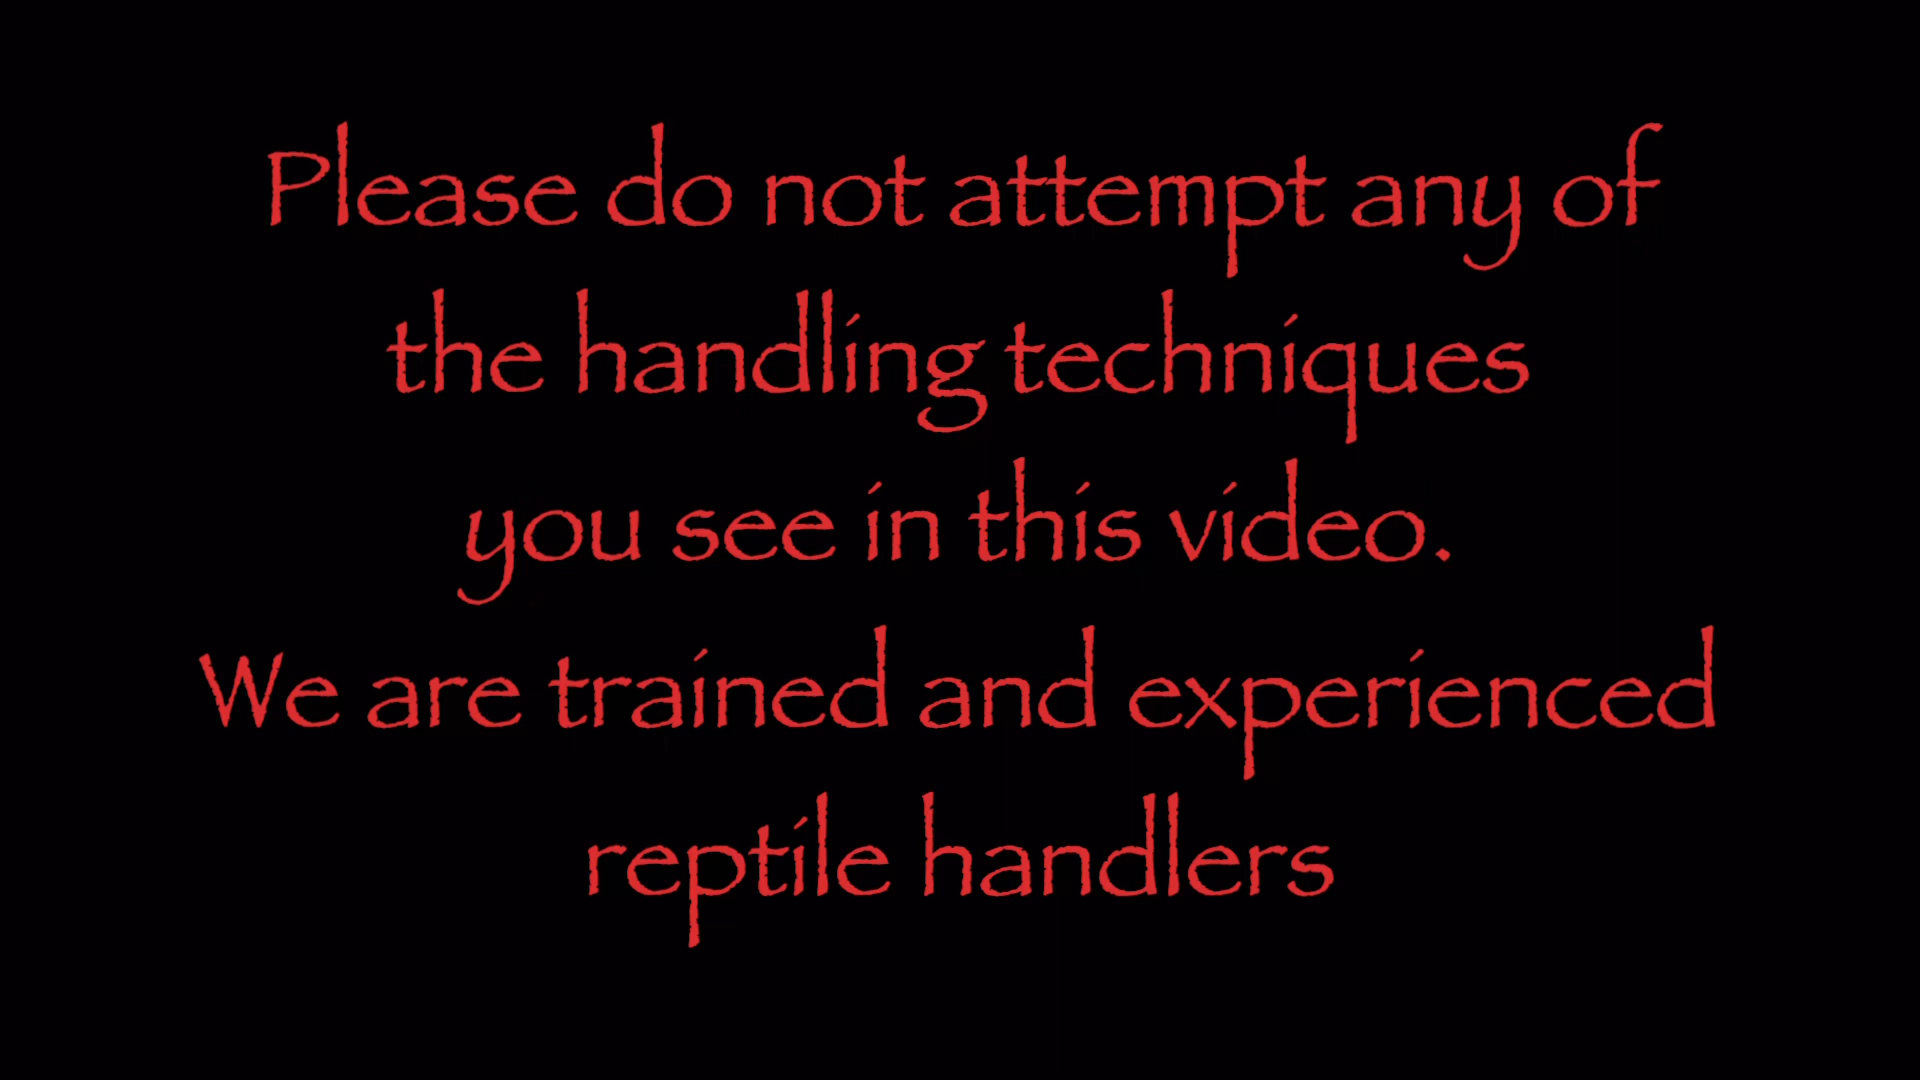 Please do not attempt any of
the handling techniques
you see in this video.
We are trained and experienced
reptile handlers